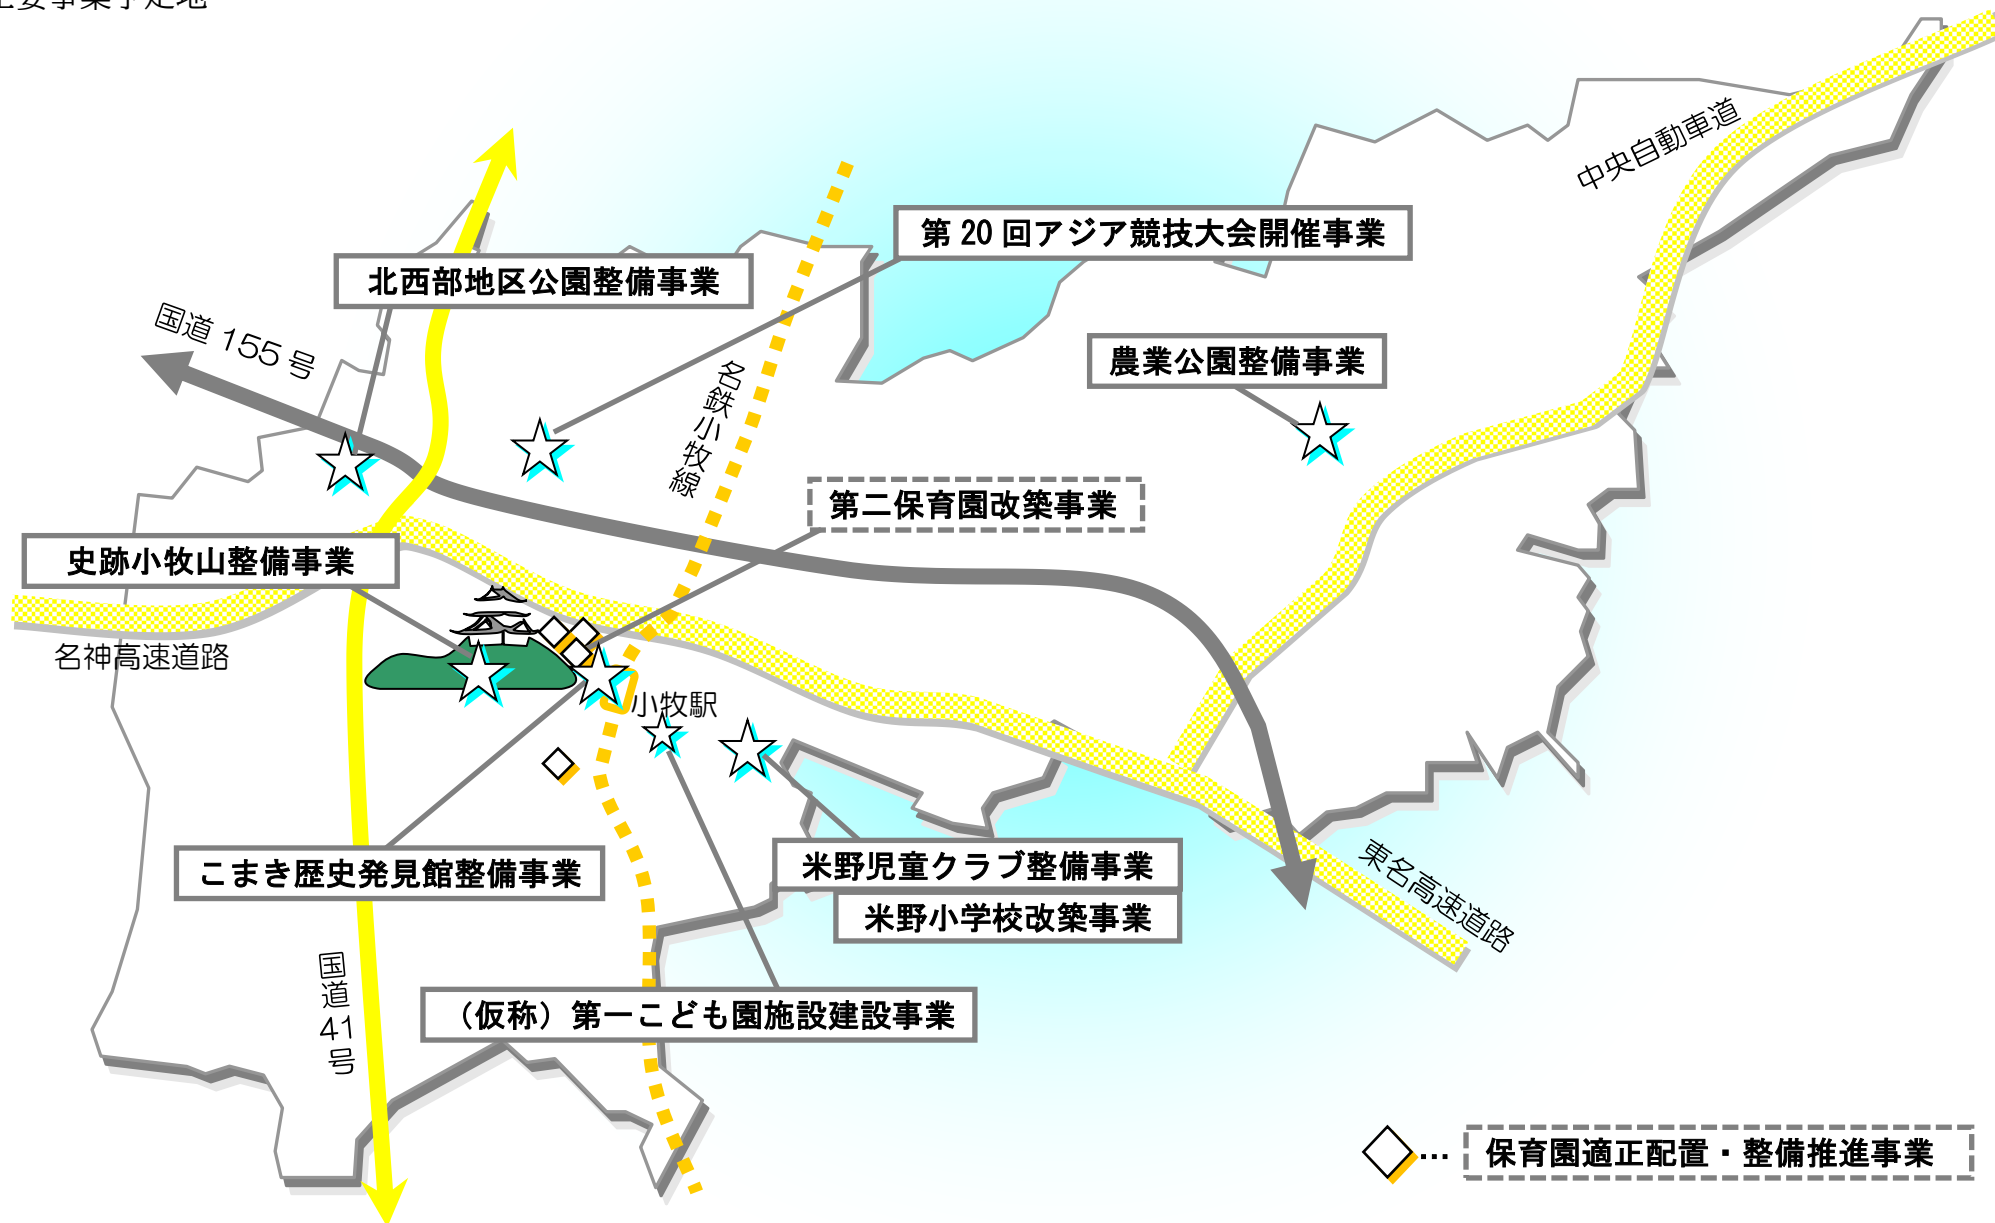 主要事業予定地
中央自動車道
第20回アジア競技大会開催事業
北西部地区公園整備事業
国道155号
農業公園整備事業
名鉄小牧線
第二保育園改築事業
史跡小牧山整備事業
名神高速道路
小牧駅
こまき歴史発見館整備事業
米野児童クラブ整備事業
米野小学校改築事業
東名高速道路
国道41号
（仮称）第一こども園施設建設事業
…
保育園適正配置・整備推進事業